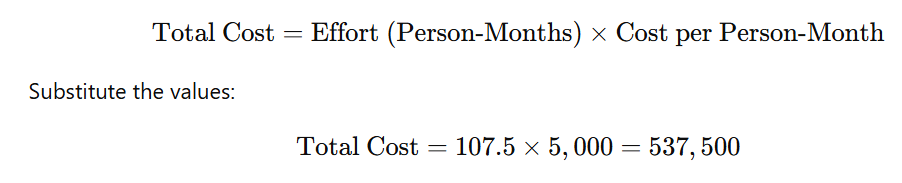 Total Cost = Effort (Person-Months) × Cost per Person-Month
Substitute the values:
Total Cost = 107.5 × 5, 000 = 537, 500